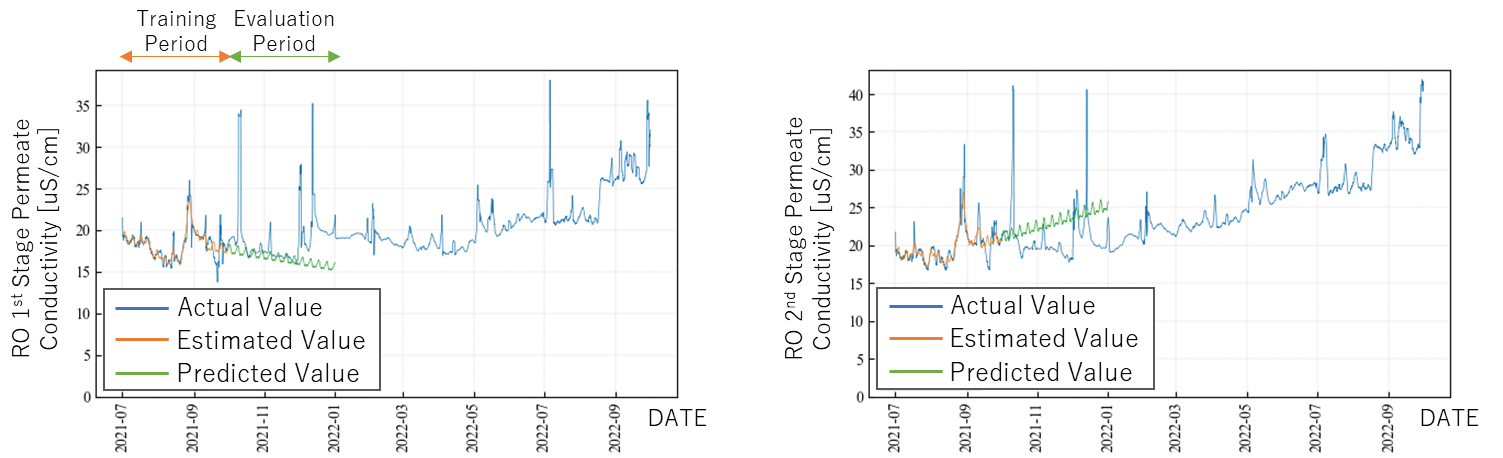 Training Evaluation
Period Period
RO 1st Stage Permeate
Conductivity [uS/cm]
35
30
25
20
15
10
5
0
Actual Value
Estimated Value
Predicted Value
2021-07
2021-09
2021-11
2022-01
2022-03
2022-05
2022-07
2022-09
DATE
RO 2nd Stage Permeate
Conductivity [uS/cm]
40
35
30
25
20
15
10
5
0
Actual Value
Estimated Value
Predicted Value
2021-07
2021-09
2021-11
2022-01
2022-03
2022-05
2022-07
2022-09
DATE